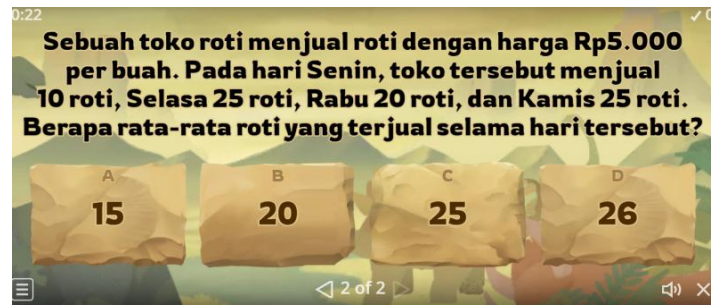 0:22
Sebuah toko roti menjual roti dengan harga Rp5.000
per buah. Pada hari Senin, toko tersebut menjual
10 roti, Selasa 25 roti, Rabu 20 roti, dan Kamis 25 roti.
Berapa rata-rata roti yang terjual selama hari tersebut?
A
15
B
20
C
25
D
26
2 of 2